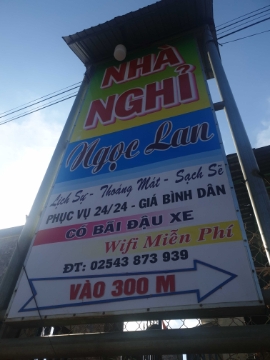 NHÀ
NGHỈ
Ngọc Lan
Lịch Sự - Thoáng Mát - Sạch Sẽ
PHỤC VỤ 24/24 - GIÁ BÌNH DÂN
CÓ BÃI ĐẬU XE
Wifi Miễn Phí
ĐT: 02543 873 939
VÀO 300 M